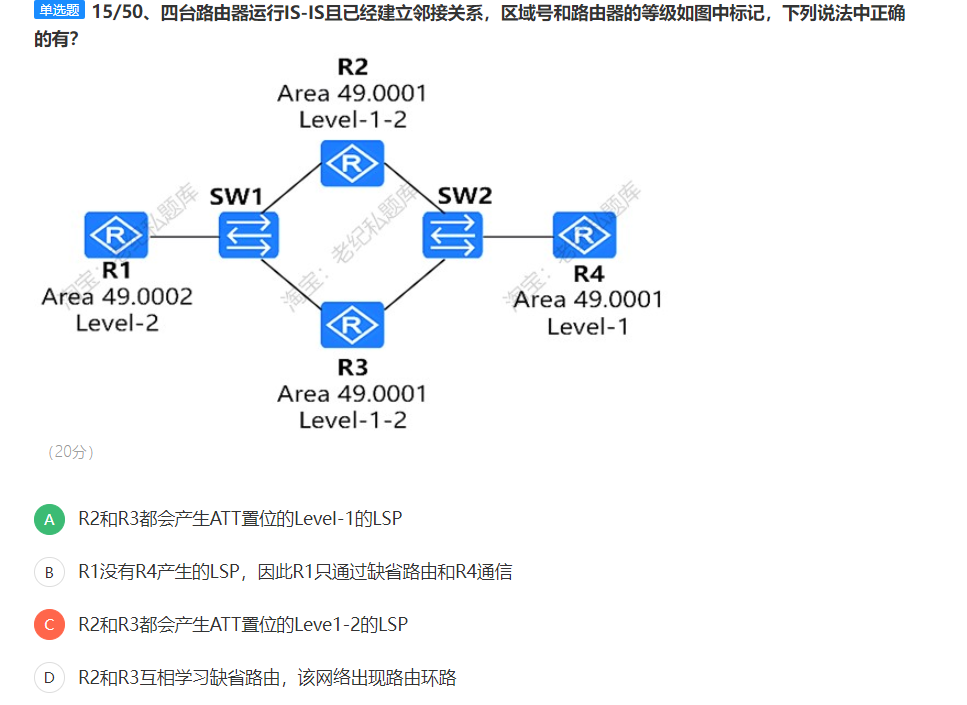 单选题 15/50、四台路由器运行IS-IS且已经建立邻接关系，区域号和路由器的等级如图中标记，下列说法中正确
的有？
R2
Area 49.0001
Level-1-2
R
SW1
SW2
R
R
R1
Area 49.0002
Level-2
R4
Area 49.0001
Level-1
R
R3
Area 49.0001
Level-1-2
淘宝：老纪私题库
淘宝：老纪私题库
淘宝：老纪私题库
（20分）
A R2和R3都会产生ATT置位的Level-1的LSP
B R1没有R4产生的LSP，因此R1只通过缺省路由和R4通信
C R2和R3都会产生ATT置位的Leve1-2的LSP
D R2和R3互相学习缺省路由，该网络出现路由环路